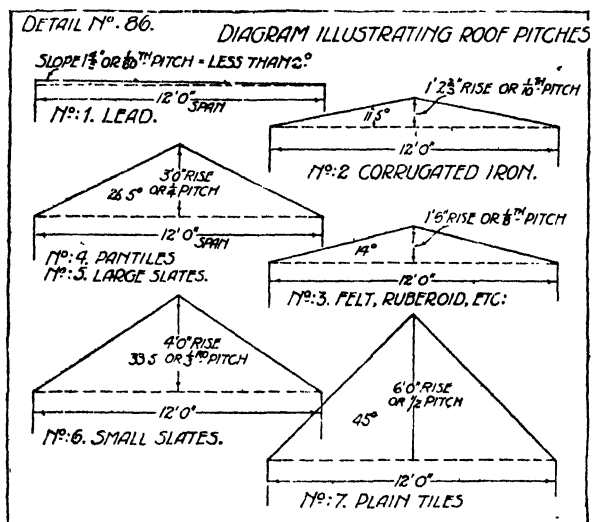 DETAIL Nº. 86.
DIAGRAM ILLUSTRATING ROOF PITCHES
SLOPE 1⅘" OR 1/80TH PITCH = LESS THAN 2°
12'0" SPAN
Nº:1. LEAD.
1'2⅖" RISE OR 1/10TH PITCH
11.5°
12'0"
Nº:2 CORRUGATED IRON.
3'0" RISE
26.5° OR ¼ PITCH
12'0" SPAN
Nº:4. PANTILES
Nº:5. LARGE SLATES.
1'6" RISE OR ⅛TH PITCH
14°
12'0"
Nº:3. FELT, RUBEROID, ETC:
4'0" RISE
33.5 OR ⅓RD PITCH
12'0"
Nº:6. SMALL SLATES.
6'0" RISE
OR ½ PITCH
45°
12'0"
Nº:7. PLAIN TILES